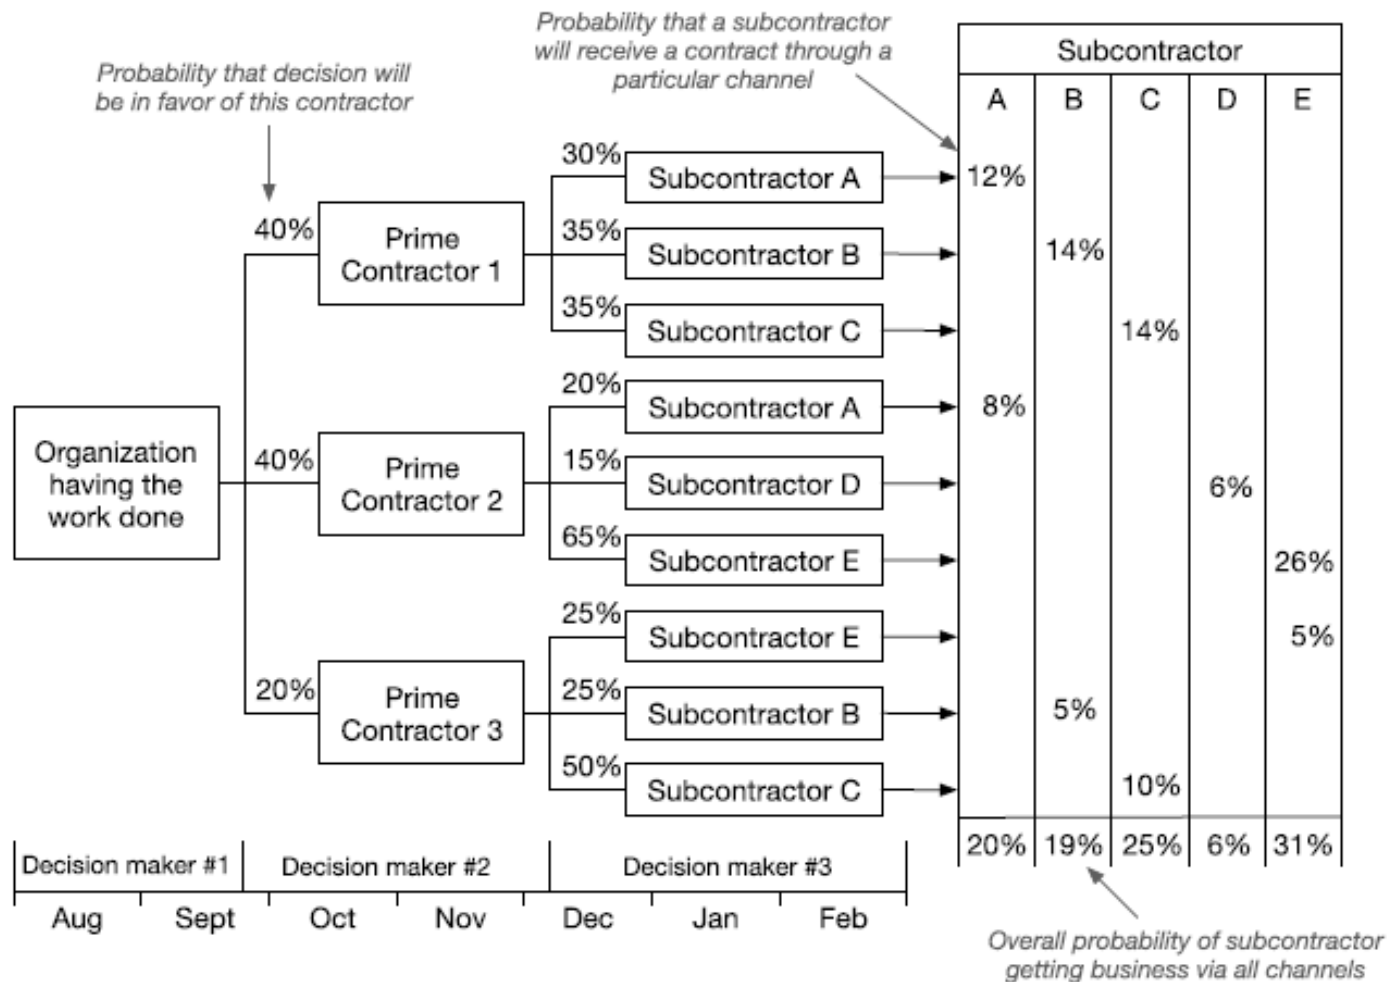 Probability that a subcontractor
will receive a contract through a
particular channel
Probability that decision will
be in favor of this contractor
Subcontractor
A B C D E
40%
Prime
Contractor 1
30%
Subcontractor A
12%
35%
Subcontractor B
14%
35%
Subcontractor C
14%
Organization
having the
work done
40%
Prime
Contractor 2
20%
Subcontractor A
8%
15%
Subcontractor D
6%
65%
Subcontractor E
26%
20%
Prime
Contractor 3
25%
Subcontractor E
5%
25%
Subcontractor B
5%
50%
Subcontractor C
10%
20% 19% 25% 6% 31%
Decision maker #1 Decision maker #2 Decision maker #3
Aug Sept Oct Nov Dec Jan Feb
Overall probability of subcontractor
getting business via all channels